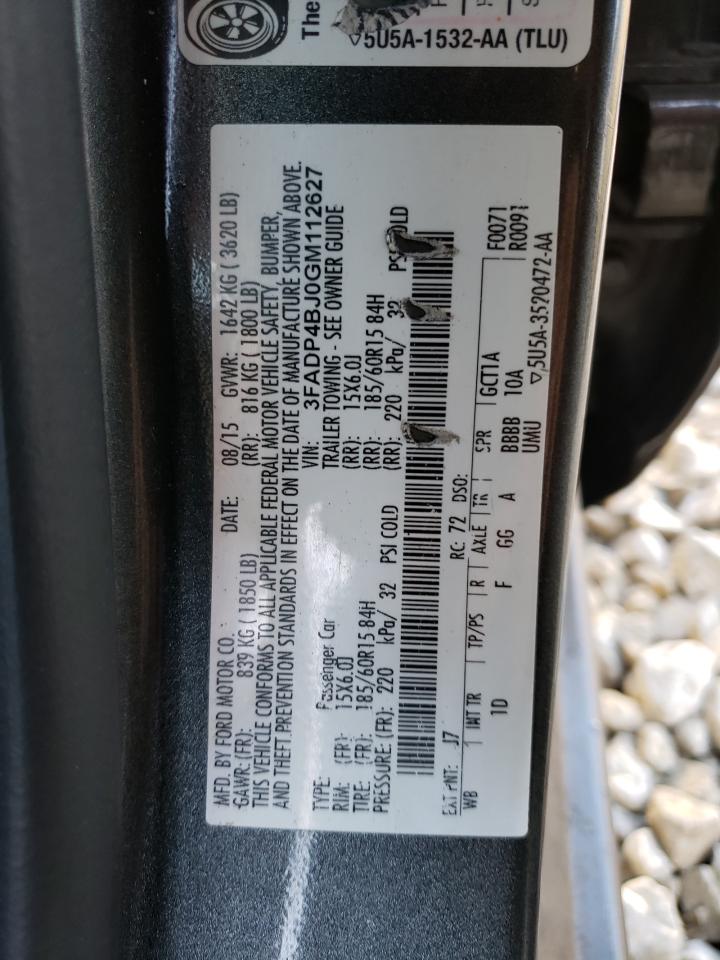 The
5U5A-1532-AA (TLU)
MFD. BY FORD MOTOR CO.
DATE: 08/15 GVWR: 1642 KG ( 3620 LB)
GAWR: (FR): 839 KG ( 1850 LB) (RR): 816 KG ( 1800 LB)
THIS VEHICLE CONFORMS TO ALL APPLICABLE FEDERAL MOTOR VEHICLE SAFETY, BUMPER,
AND THEFT PREVENTION STANDARDS IN EFFECT ON THE DATE OF MANUFACTURE SHOWN ABOVE.
VIN: 3FADP4BJ0GM112627
TYPE: Passenger Car TRAILER TOWING - SEE OWNER GUIDE
RIM: (FR): 15X6.0J (RR): 15X6.0J
TIRE: (FR): 185/60R15 84H (RR): 185/60R15 84H
PRESSURE: (FR): 220 kPa/ 32 PSI COLD (RR): 220 kPa/ 32 PSI COLD
EXT PNT: J7 RC: 72 DSO: F0071
WB INT TR TP/PS R AXLE TR SPR GCT1A R0091
1D F GG A BBBB 10A
UMU ▽5U5A-3520472-AA